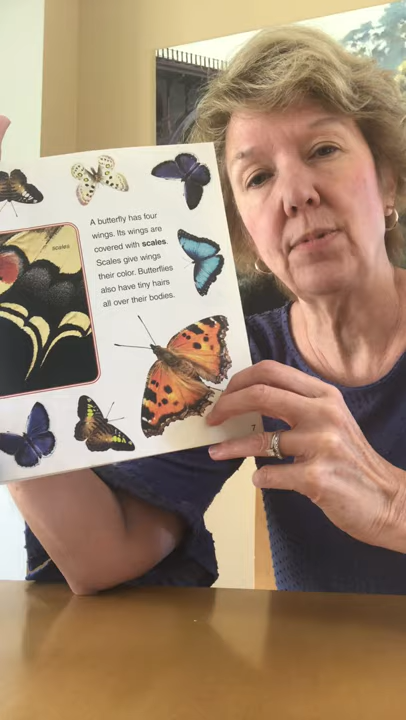 scales
A butterfly has four
wings. Its wings are
covered with scales.
Scales give wings
their color. Butterflies
also have tiny hairs
all over their bodies.
7